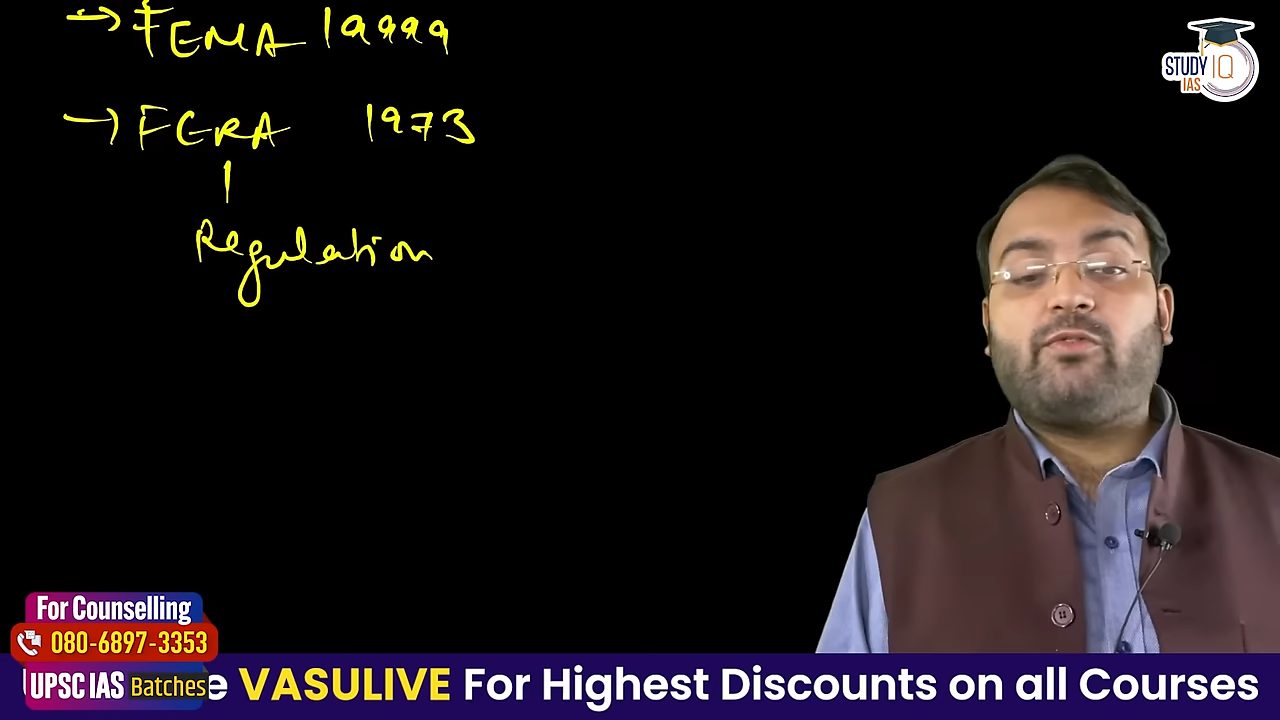 → FEMA 1999
→ FERA 1973
Regulation
STUDY IQ
IAS
For Counselling
080-6897-3353
UPSC IAS Batches
e VASULIVE For Highest Discounts on all Courses